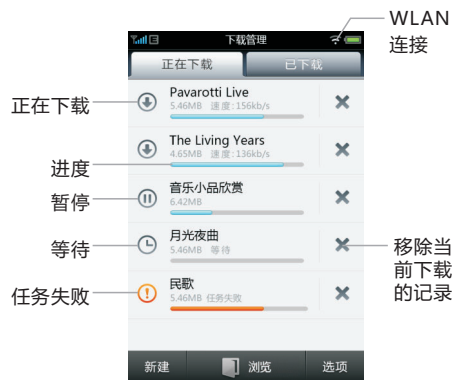 WLAN
连接
下载管理
正在下载
已下载
正在下载
Pavarotti Live
5.46MB 速度:156kb/s
The Living Years
4.65MB 速度:136kb/s
进度
暂停
音乐小品欣赏
6.42MB
等待
月光夜曲
5.46MB 等待
移除当
前下载
的记录
任务失败
民歌
5.46MB 任务失败
新建
浏览
选项